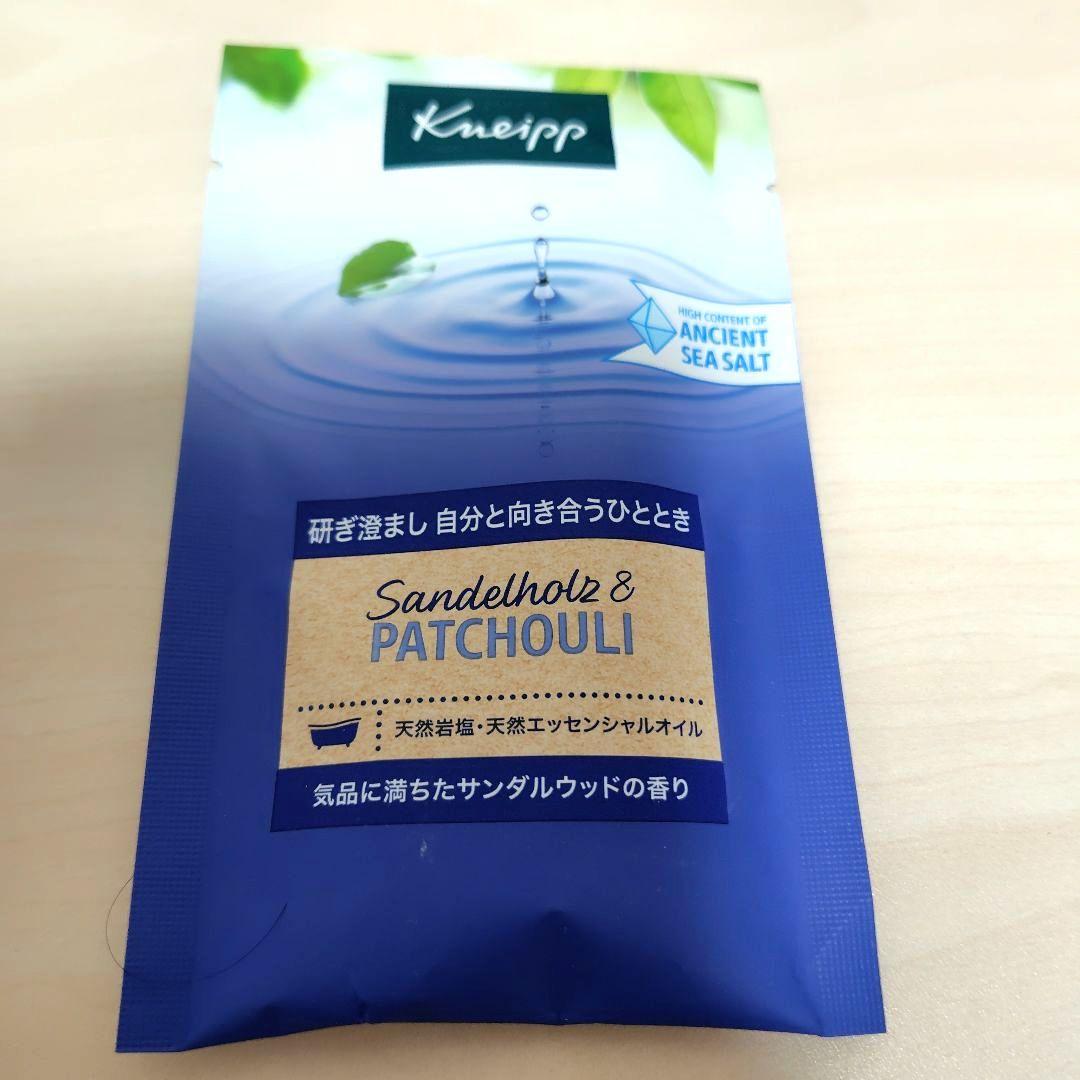 Kneipp
HIGH CONTENT OF
ANCIENT
SEA SALT
研ぎ澄まし 自分と向き合うひととき
Sandelholz &
PATCHOULI
天然岩塩・天然エッセンシャルオイル
気品に満ちたサンダルウッドの香り